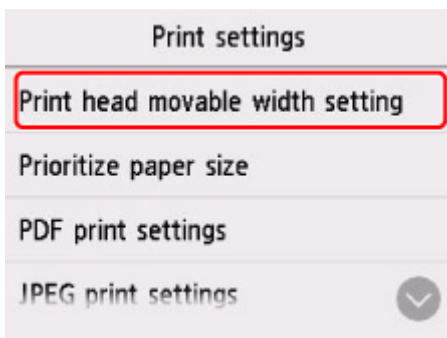 Print settings
Print head movable width setting
Prioritize paper size
PDF print settings
JPEG print settings